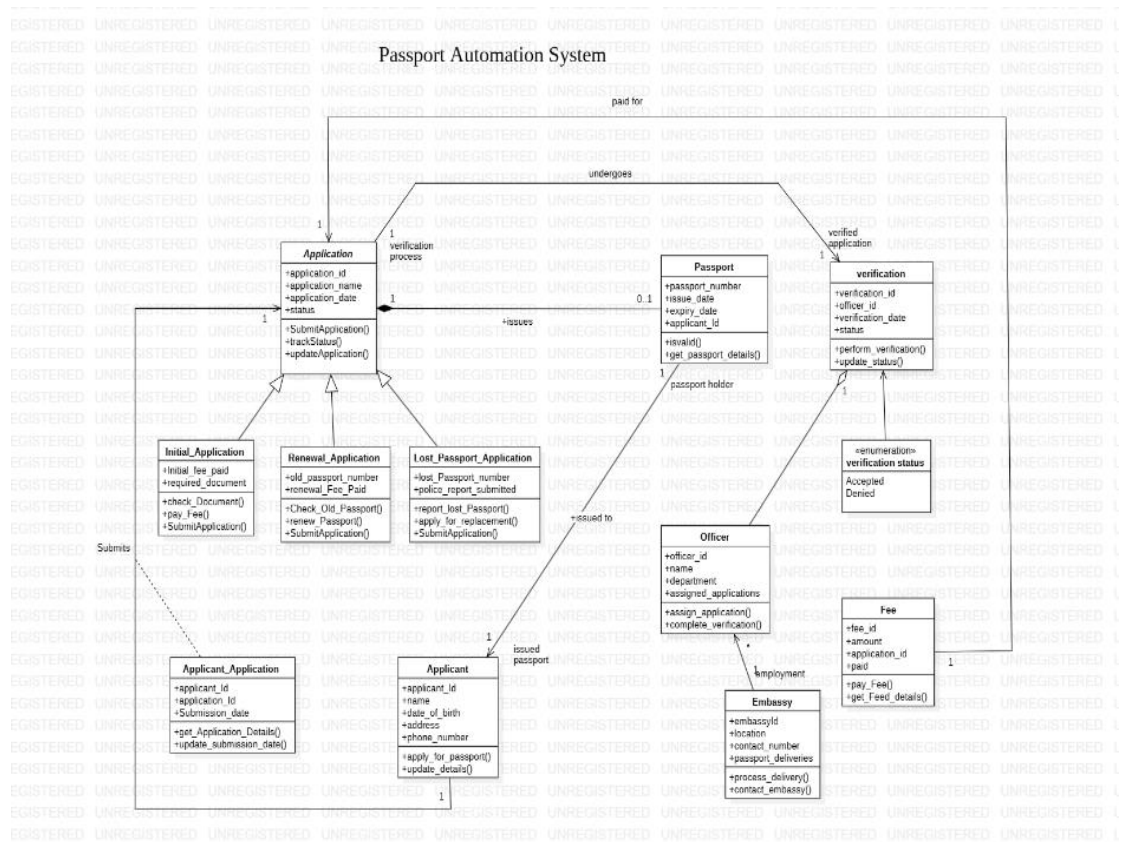 Passport Automation System
paid for
undergoes
1
1
verification
process
verified
application
1
Application
+application_id
+application_name
+application_date
+status
+SubmitApplication()
+trackStatus()
+updateApplication()
1
1
0..1
+issues
Passport
+passport_number
+issue_date
+expiry_date
+applicant_Id
+isvalid()
+get_passport_details()
1
passport holder
verification
+verification_id
+officer_id
+verification_date
+status
+perform_verification()
+update_status()
1
«enumeration»
verification status
Accepted
Denied
Initial_Application
+Initial_fee_paid
+required_document
+check_Document()
+pay_Fee()
+SubmitApplication()
Renewal_Application
+old_passport_number
+renewal_Fee_Paid
+Check_Old_Passport()
+renew_Passport()
+SubmitApplication()
Lost_Passport_Application
+lost_Passport_number
+police_report_submitted
+report_lost_Passport()
+apply_for_replacement()
+SubmitApplication()
+issued to
Submits
Officer
+officer_id
+name
+department
+assigned_applications
+assign_application()
+complete_verification()
*
1
employment
Fee
+fee_id
+amount
+application_id
+paid
+pay_Fee()
+get_Feed_details()
1
1
issued
passport
Applicant_Application
+applicant_Id
+application_Id
+Submission_date
+get_Application_Details()
+update_submission_date()
Applicant
+applicant_Id
+name
+date_of_birth
+address
+phone_number
+apply_for_passport()
+update_details()
1
Embassy
+embassyId
+location
+contact_number
+passport_deliveries
+process_delivery()
+contact_embassy()
UNREGISTERED